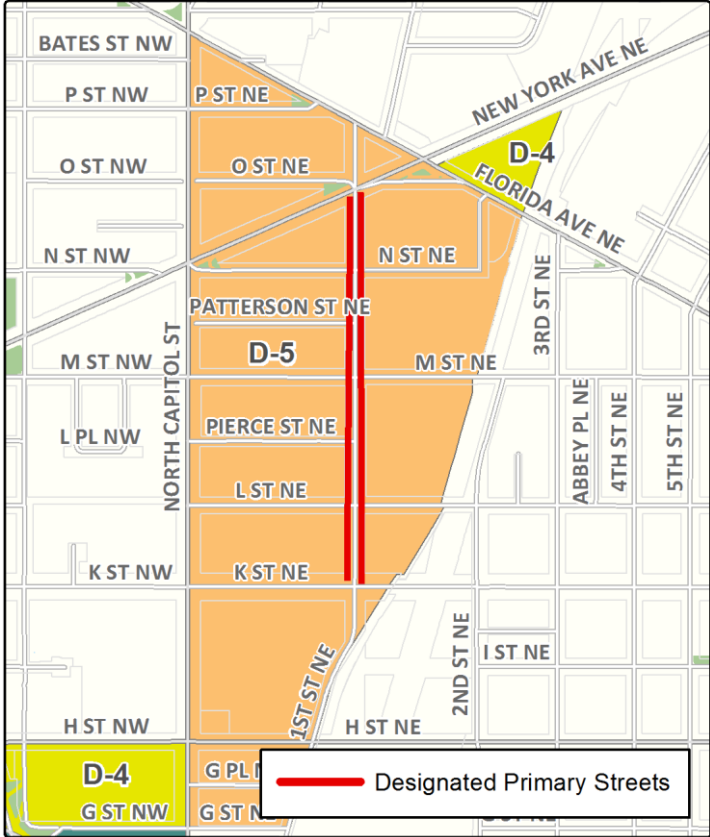 BATES ST NW
NEW YORK AVE NE
P ST NW
P ST NE
D-4
O ST NW
O ST NE
FLORIDA AVE NE
N ST NW
N ST NE
3RD ST NE
PATTERSON ST NE
NORTH CAPITOL ST
D-5
M ST NW
M ST NE
ABBEY PL NE
4TH ST NE
5TH ST NE
L PL NW
PIERCE ST NE
L ST NE
K ST NW
K ST NE
2ND ST NE
1ST ST NE
I ST NE
H ST NW
H ST NE
D-4
G PL
Designated Primary Streets
G ST NW
G ST NE